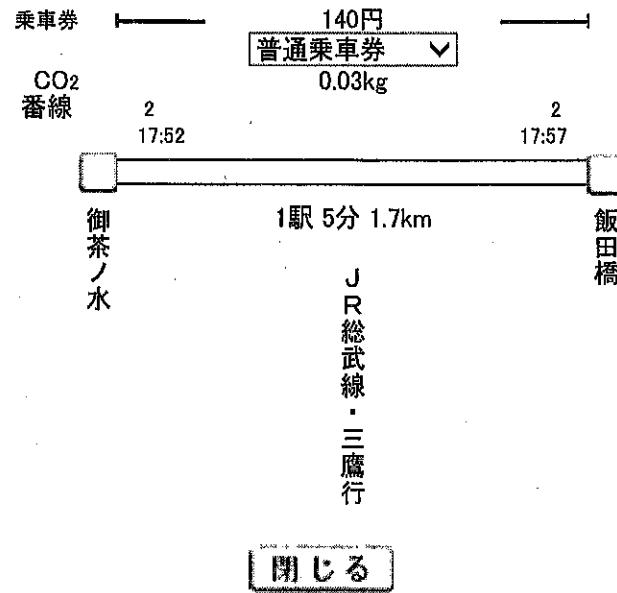 乗車券 140円
普通乗車券
CO2 0.03kg
番線 2 2
17:52 17:57
御茶ノ水
1駅 5分 1.7km
飯田橋
JR総武線・三鷹行
閉じる